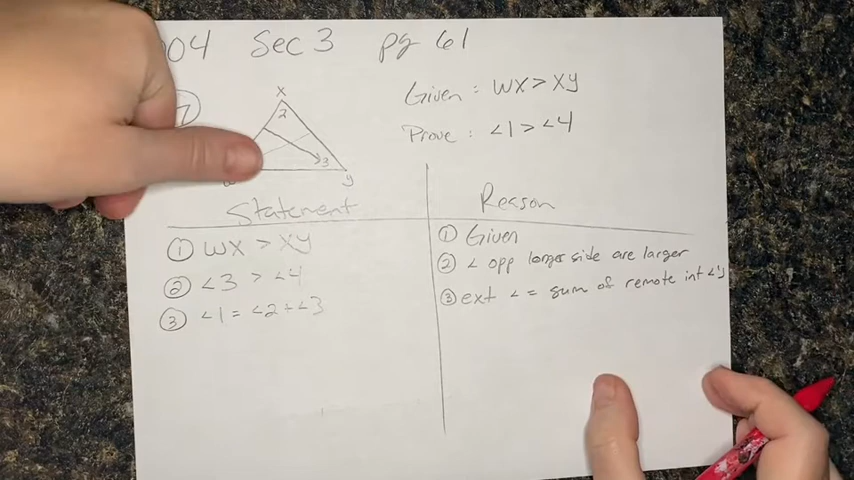 004 Sec 3 pg 61
Given : WX > XY
Prove : ∠1 > ∠4
7
X
2
3
y
Statement
Reason
① WX > XY
① Given
② ∠3 > ∠4
② ∠ opp larger side are larger
③ ∠1 = ∠2 + ∠3
③ ext ∠ = sum of remote int ∠'s